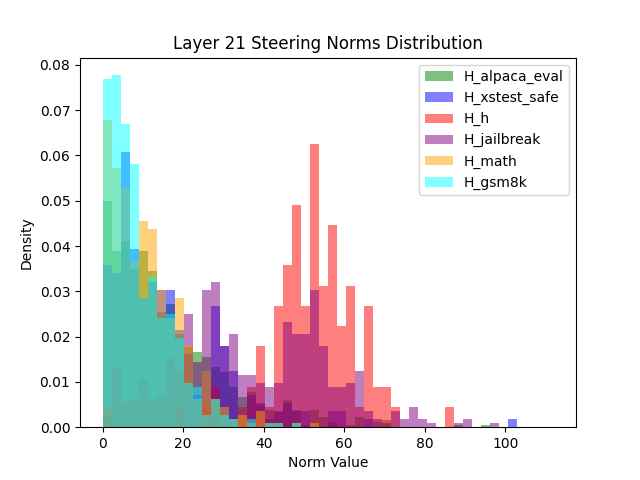 Layer 21 Steering Norms Distribution
H_alpaca_eval
H_xstest_safe
H_h
H_jailbreak
H_math
H_gsm8k
Density
0.08
0.07
0.06
0.05
0.04
0.03
0.02
0.01
0.00
0
20
40
60
80
100
Norm Value